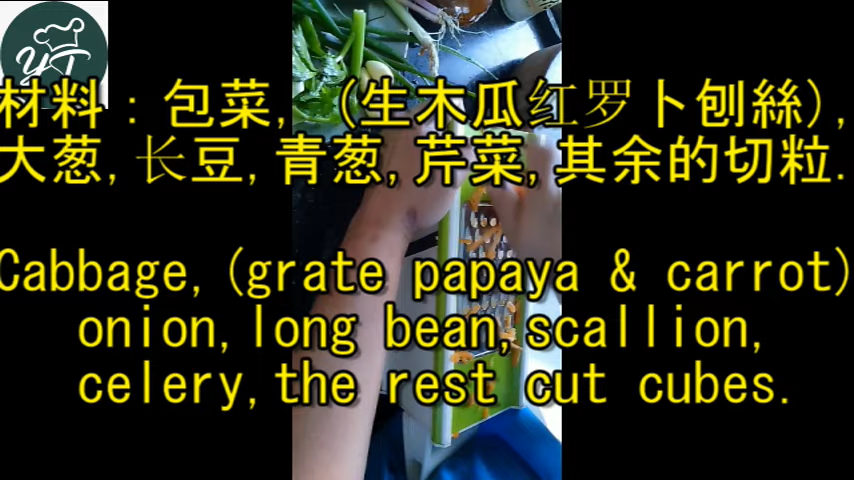 YT
材料：包菜，(生木瓜红罗卜刨絲)，
大葱,长豆,青葱,芹菜,其余的切粒.
Cabbage,(grate papaya & carrot)
onion,long bean,scallion,
celery,the rest cut cubes.